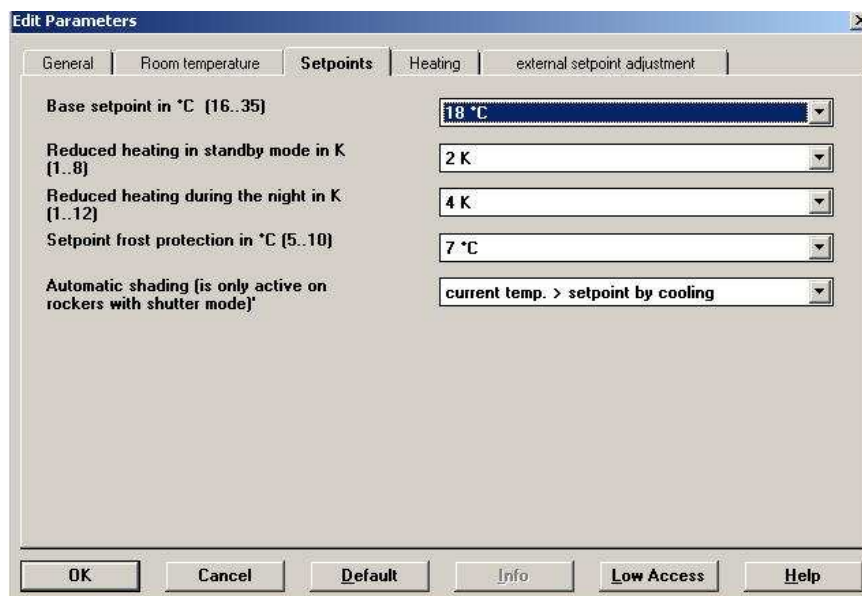 Edit Parameters
General Room temperature Setpoints Heating external setpoint adjustment
Base setpoint in °C (16..35)
18 °C
Reduced heating in standby mode in K
(1..8)
2 K
Reduced heating during the night in K
(1..12)
4 K
Setpoint frost protection in °C (5..10)
7 °C
Automatic shading (is only active on
rockers with shutter mode)'
current temp. > setpoint by cooling
OK Cancel Default Info Low Access Help